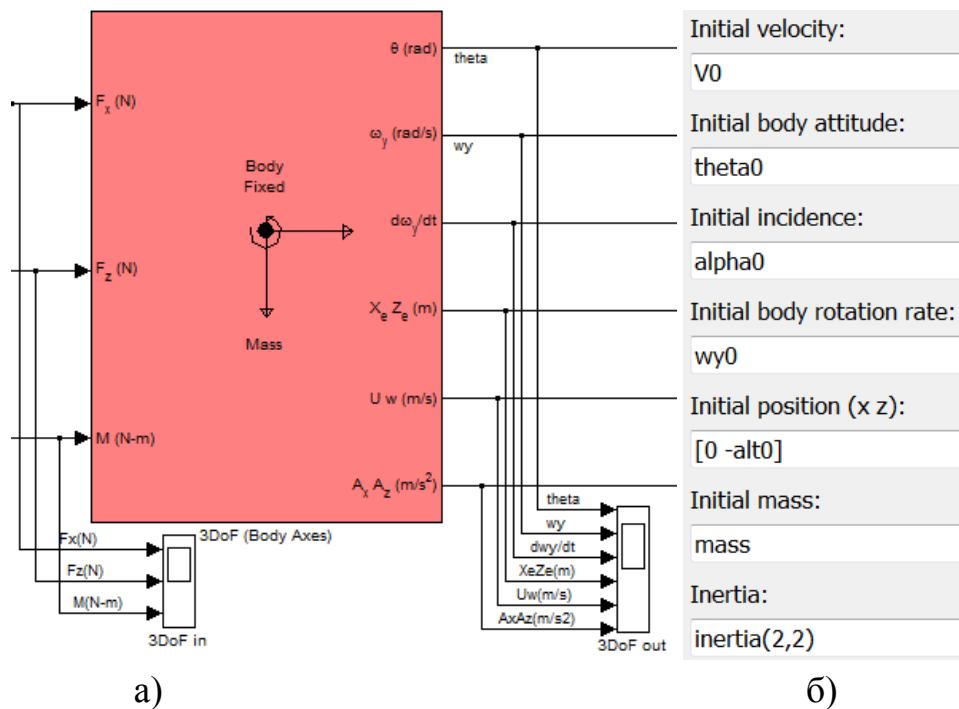 θ (rad)
theta
F_x (N)
ω_y (rad/s)
wy
Body
Fixed
dω_y/dt
F_z (N)
X_e Z_e (m)
Mass
U w (m/s)
M (N-m)
A_x A_z (m/s²)
3DoF (Body Axes)
Fx(N)
Fz(N)
M(N-m)
3DoF in
theta
wy
dwy/dt
XeZe(m)
Uw(m/s)
AxAz(m/s2)
3DoF out
а)
Initial velocity:
V0
Initial body attitude:
theta0
Initial incidence:
alpha0
Initial body rotation rate:
wy0
Initial position (x z):
[0 -alt0]
Initial mass:
mass
Inertia:
inertia(2,2)
б)